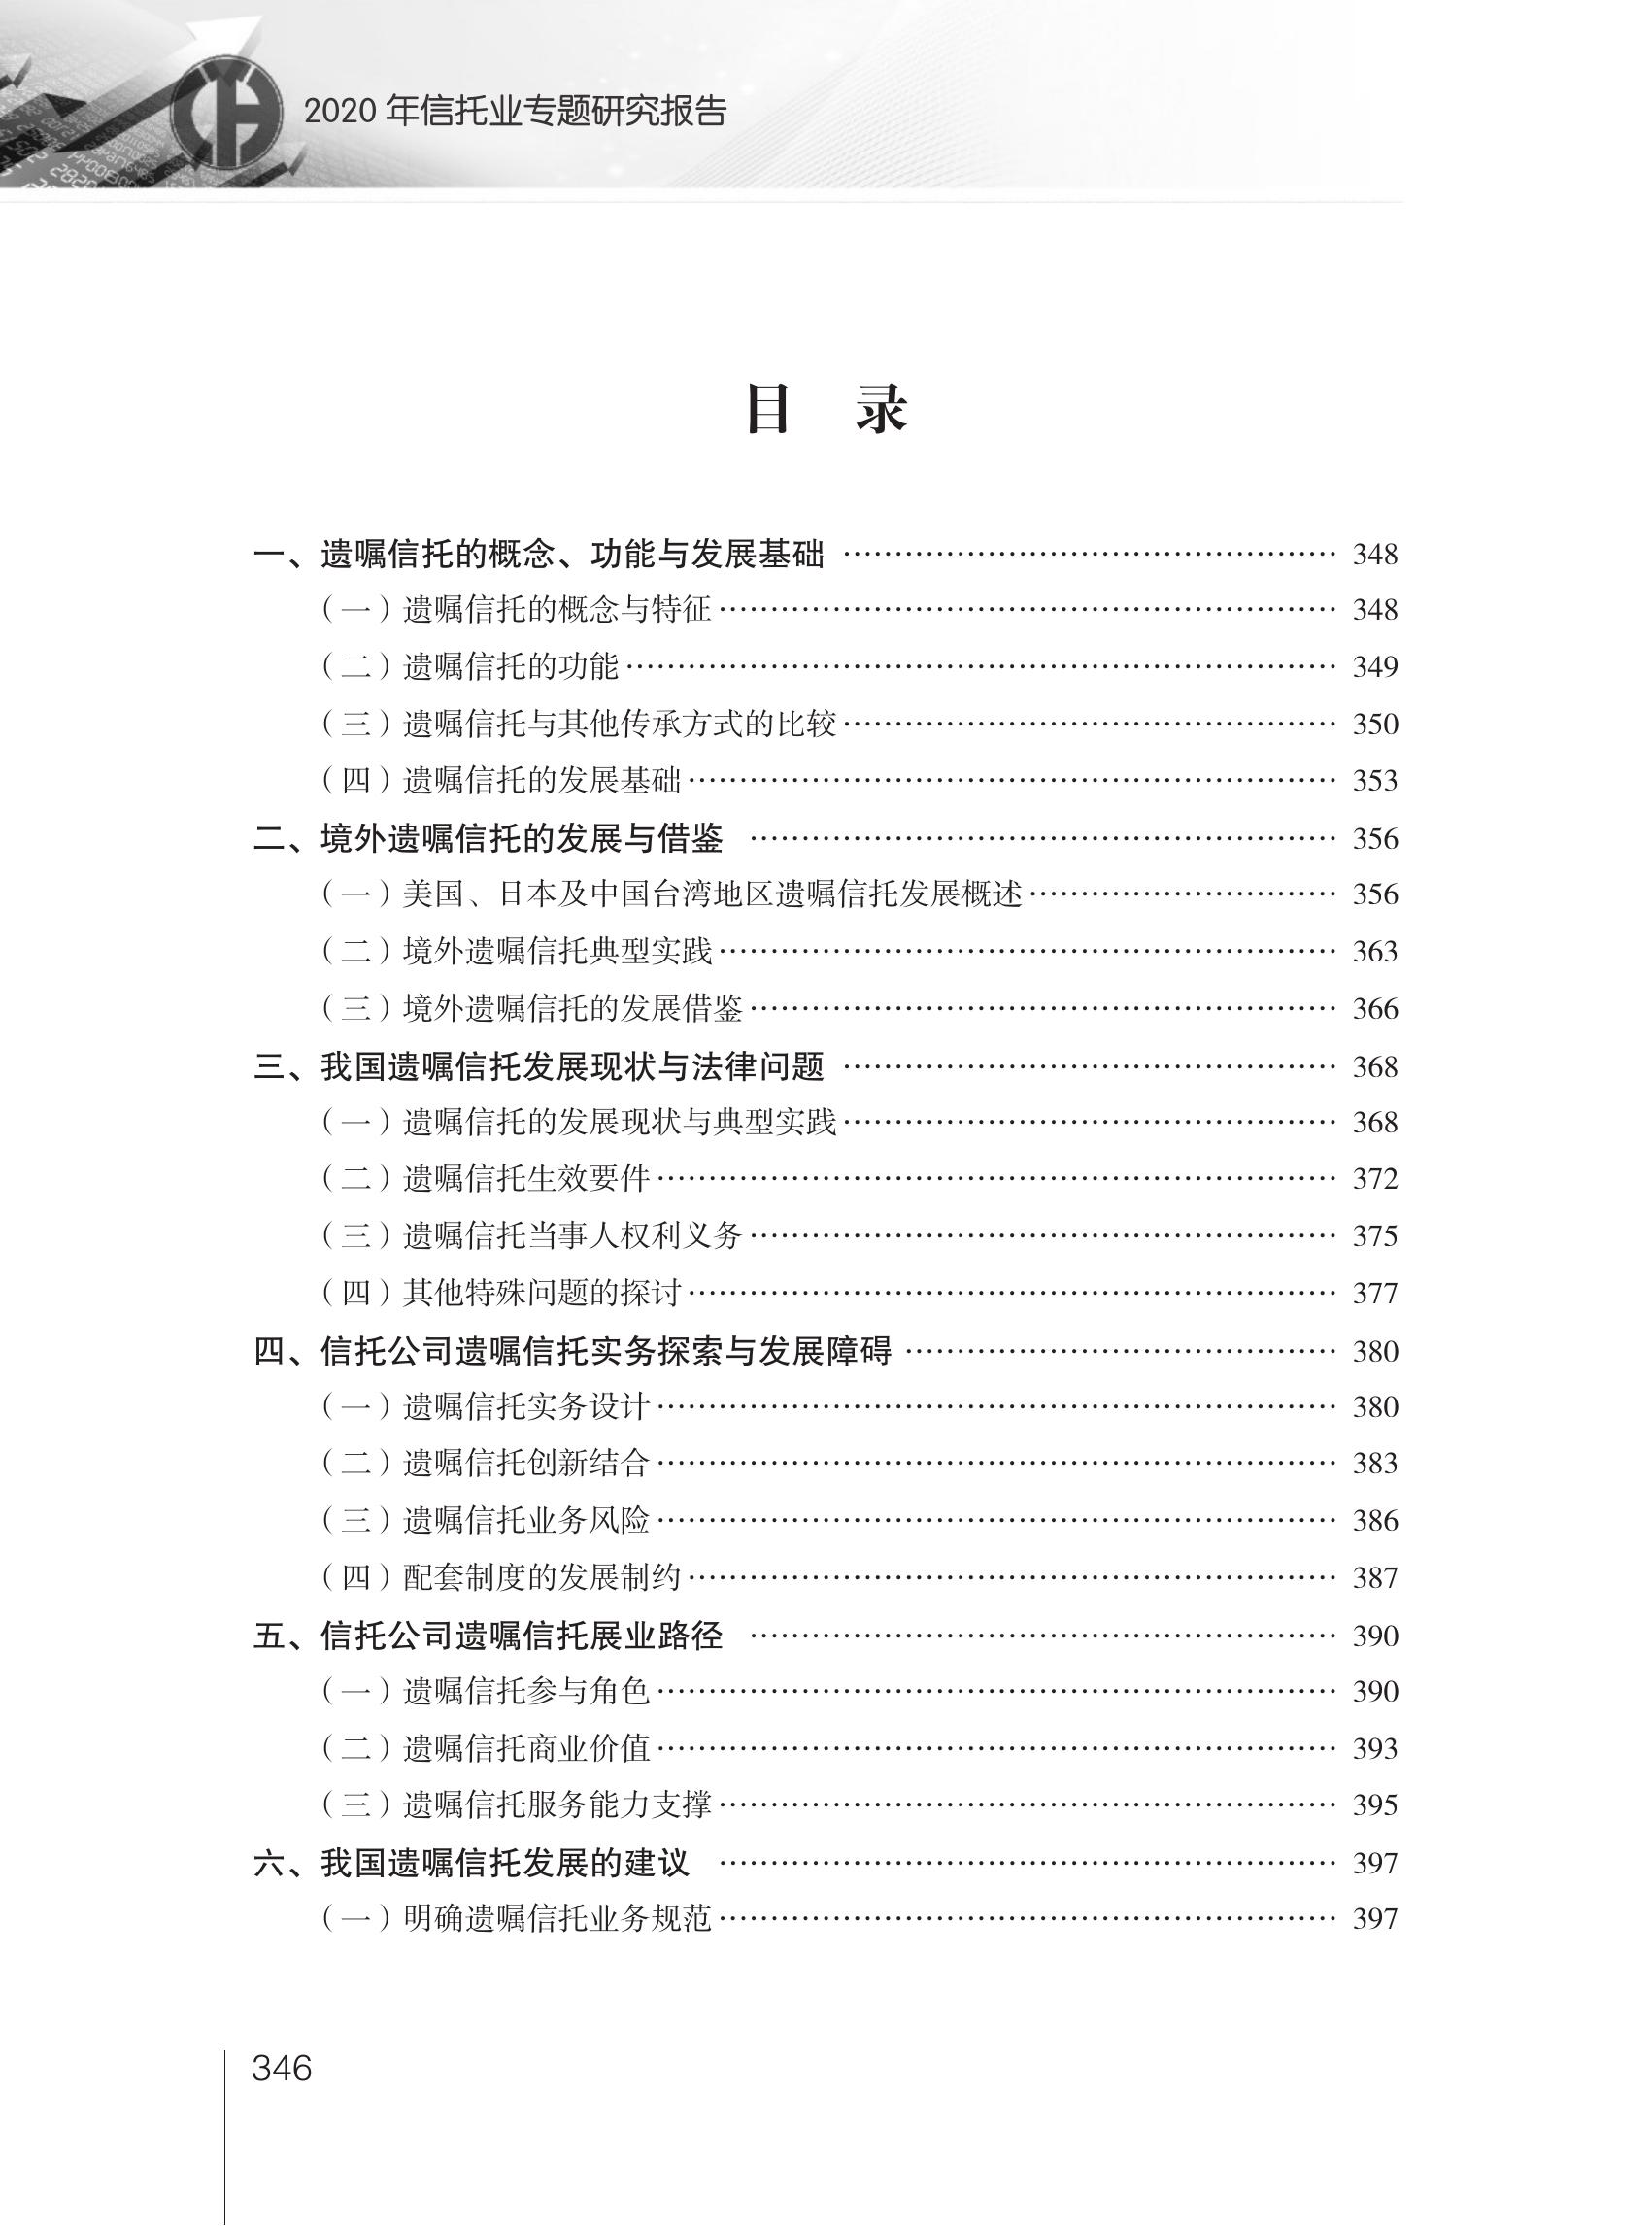 2020 年信托业专题研究报告
目 录
一、遗嘱信托的概念、功能与发展基础 ………………………………………… 348
（一）遗嘱信托的概念与特征…………………………………………………… 348
（二）遗嘱信托的功能…………………………………………………………… 349
（三）遗嘱信托与其他传承方式的比较………………………………………… 350
（四）遗嘱信托的发展基础……………………………………………………… 353
二、境外遗嘱信托的发展与借鉴 ………………………………………………… 356
（一）美国、日本及中国台湾地区遗嘱信托发展概述………………………… 356
（二）境外遗嘱信托典型实践…………………………………………………… 363
（三）境外遗嘱信托的发展借鉴………………………………………………… 366
三、我国遗嘱信托发展现状与法律问题 ………………………………………… 368
（一）遗嘱信托的发展现状与典型实践………………………………………… 368
（二）遗嘱信托生效要件………………………………………………………… 372
（三）遗嘱信托当事人权利义务………………………………………………… 375
（四）其他特殊问题的探讨……………………………………………………… 377
四、信托公司遗嘱信托实务探索与发展障碍 …………………………………… 380
（一）遗嘱信托实务设计………………………………………………………… 380
（二）遗嘱信托创新结合………………………………………………………… 383
（三）遗嘱信托业务风险………………………………………………………… 386
（四）配套制度的发展制约……………………………………………………… 387
五、信托公司遗嘱信托展业路径 ………………………………………………… 390
（一）遗嘱信托参与角色………………………………………………………… 390
（二）遗嘱信托商业价值………………………………………………………… 393
（三）遗嘱信托服务能力支撑…………………………………………………… 395
六、我国遗嘱信托发展的建议 …………………………………………………… 397
（一）明确遗嘱信托业务规范…………………………………………………… 397
346